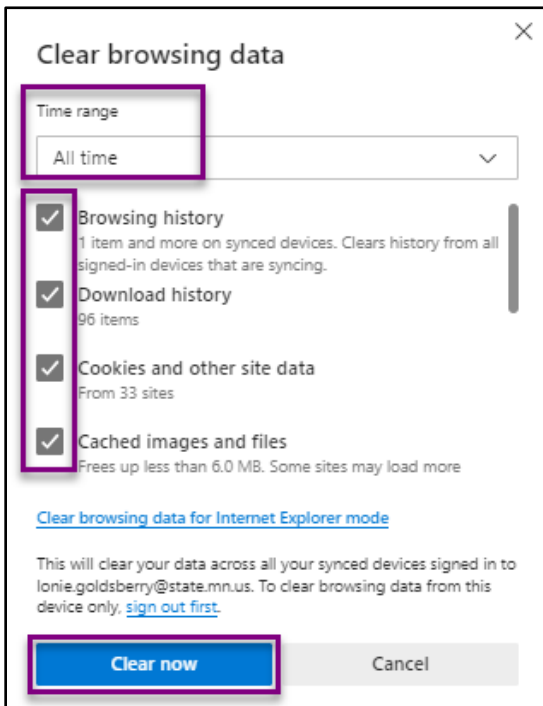 Clear browsing data
Time range
All time
Browsing history
1 item and more on synced devices. Clears history from all
signed-in devices that are syncing.
Download history
96 items
Cookies and other site data
From 33 sites
Cached images and files
Frees up less than 6.0 MB. Some sites may load more
Clear browsing data for Internet Explorer mode
This will clear your data across all your synced devices signed in to
lonie.goldsberry@state.mn.us. To clear browsing data from this
device only, sign out first.
Clear now
Cancel